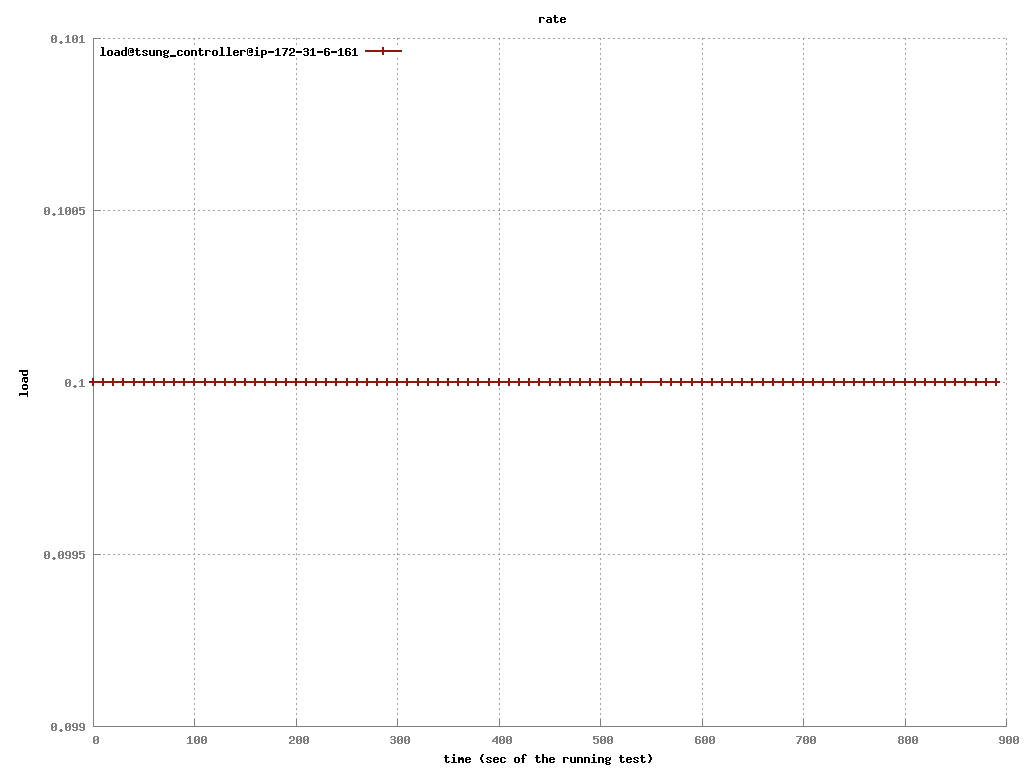 rate
0.101
load@tsung_controller@ip-172-31-6-161
0.1005
load
0.1
0.0995
0.099
0 100 200 300 400 500 600 700 800 900
time (sec of the running test)